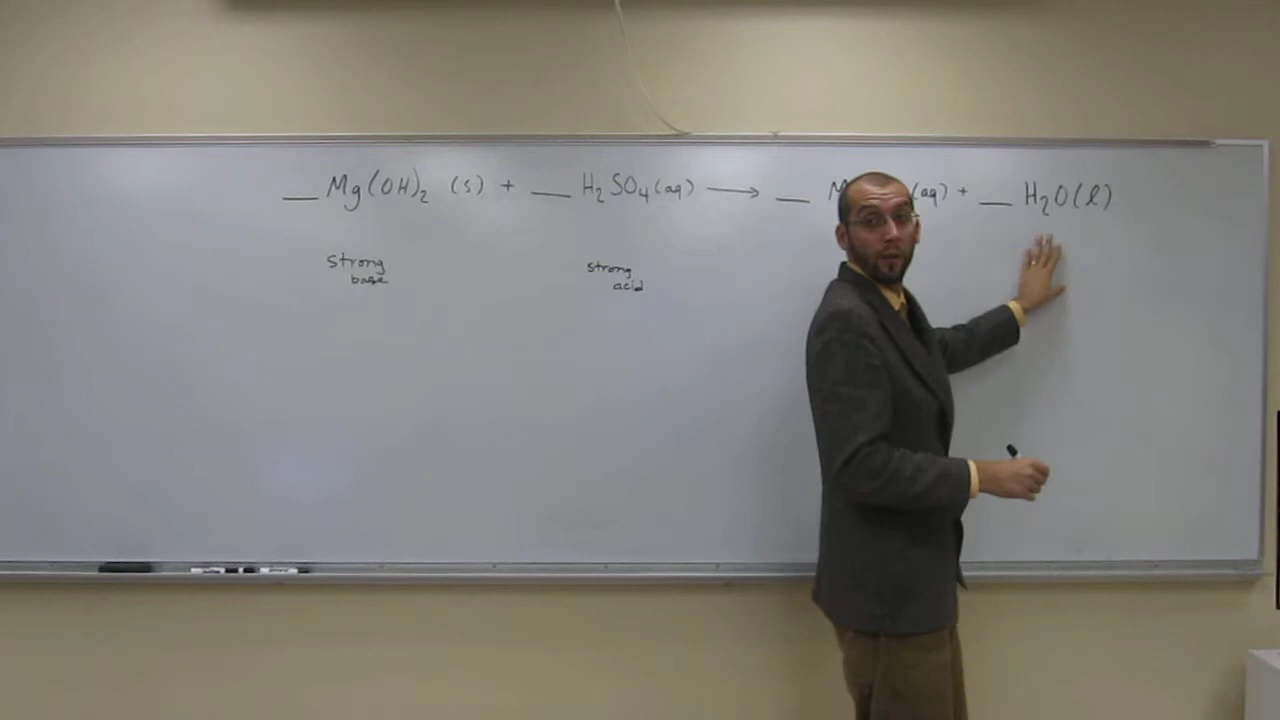 __ Mg(OH)₂ (s) + __ H₂SO₄(aq) ⟶ __ M (aq) + __ H₂O(l)
strong strong
base acid